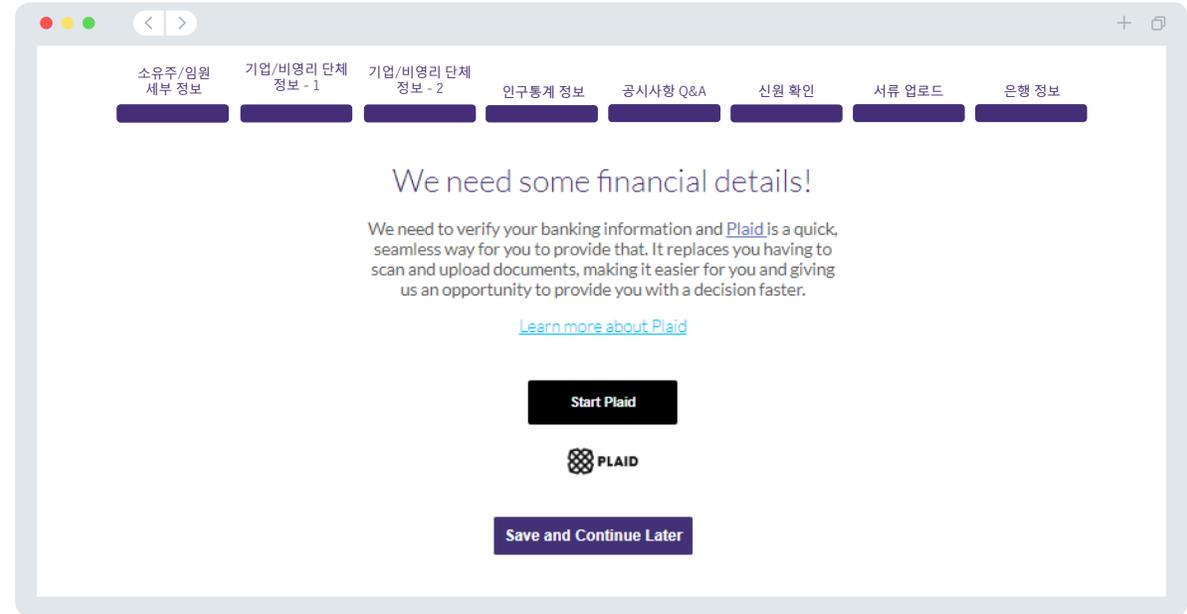 소유주/임원
세부 정보
기업/비영리 단체
정보 - 1
기업/비영리 단체
정보 - 2
인구통계 정보
공시사항 Q&A
신원 확인
서류 업로드
은행 정보
We need some financial details!
We need to verify your banking information and Plaid is a quick,
seamless way for you to provide that. It replaces you having to
scan and upload documents, making it easier for you and giving
us an opportunity to provide you with a decision faster.
Learn more about Plaid
Start Plaid
PLAID
Save and Continue Later